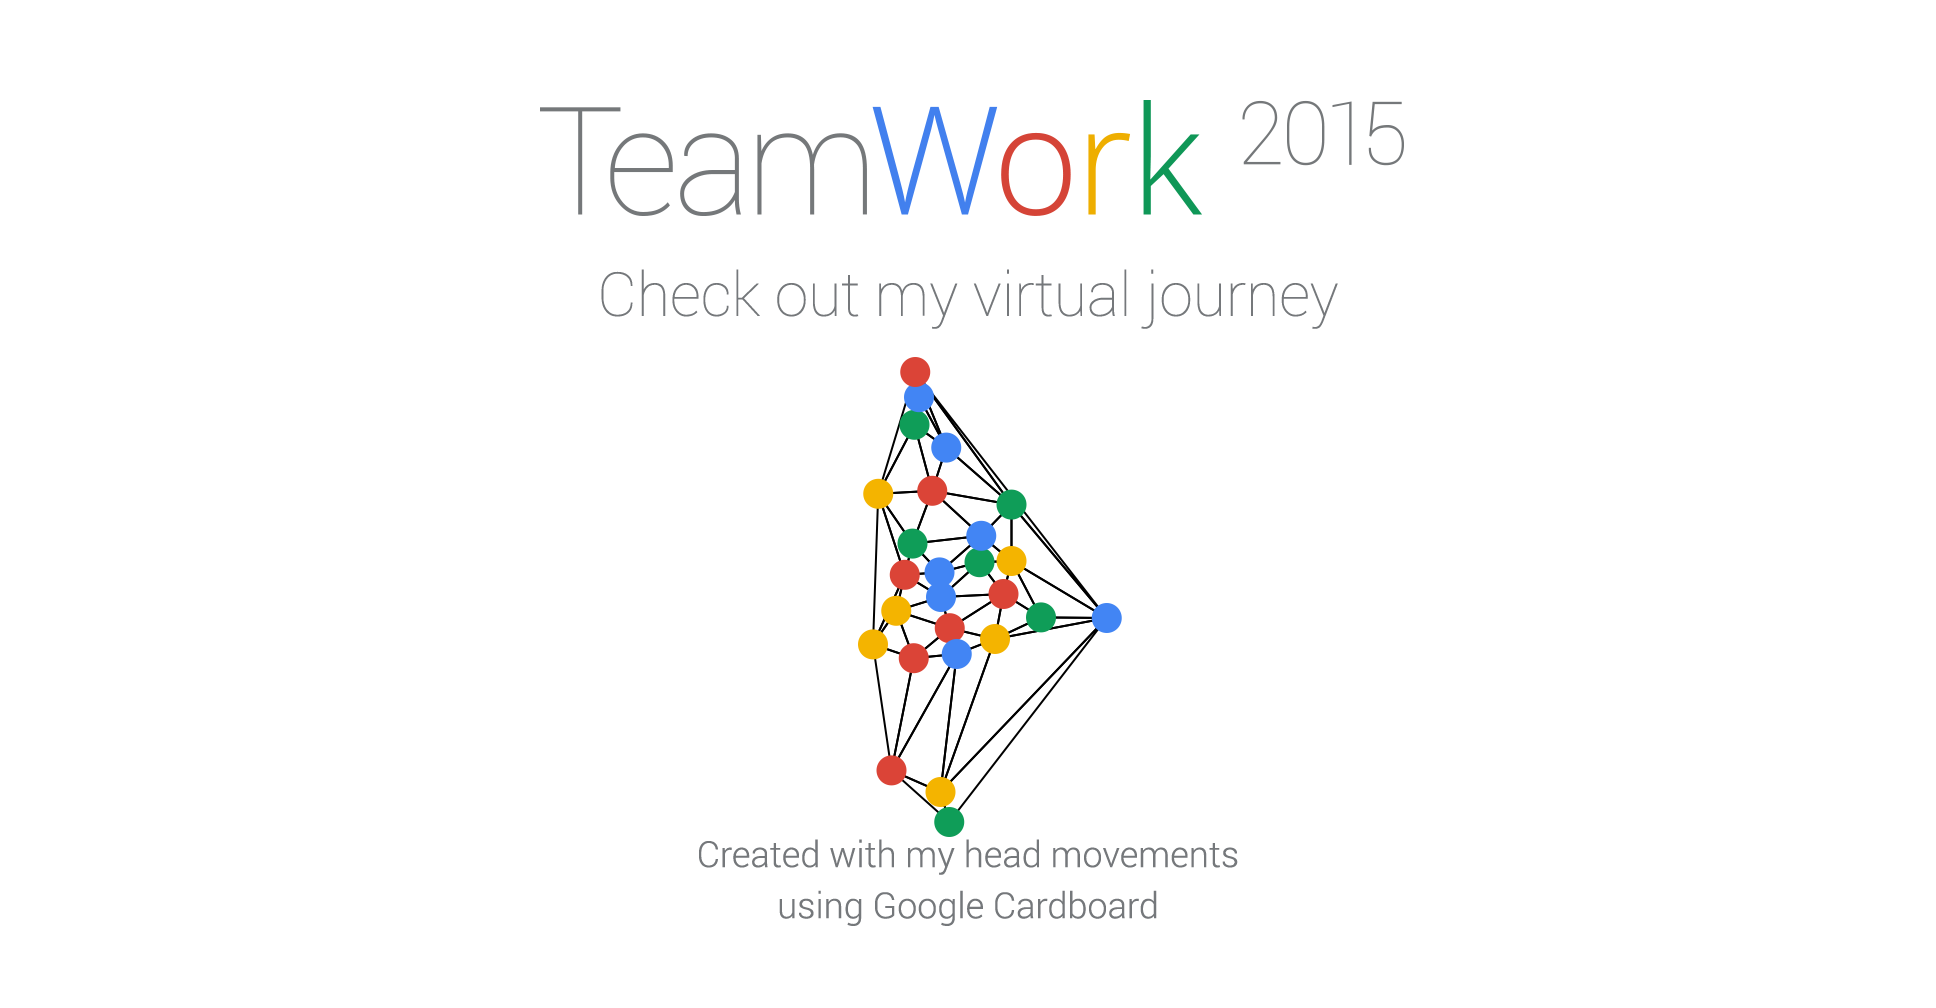 TeamWork 2015
Check out my virtual journey
Created with my head movements
using Google Cardboard